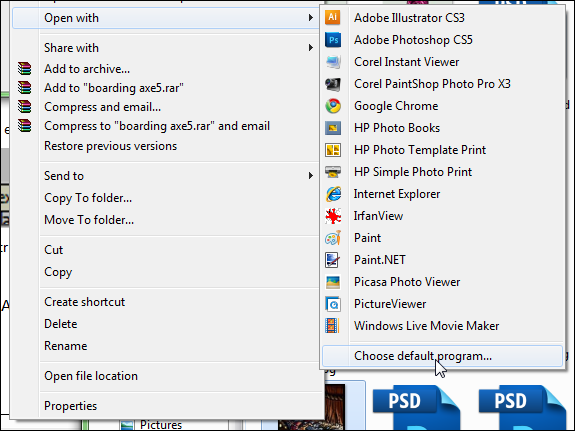 Open with
Share with
Add to archive...
Add to "boarding axe5.rar"
Compress and email...
Compress to "boarding axe5.rar" and email
Restore previous versions
Send to
Copy To folder...
Move To folder...
Cut
Copy
Create shortcut
Delete
Rename
Open file location
Properties
Adobe Illustrator CS3
Adobe Photoshop CS5
Corel Instant Viewer
Corel PaintShop Photo Pro X3
Google Chrome
HP Photo Books
HP Photo Template Print
HP Simple Photo Print
Internet Explorer
IrfanView
Paint
Paint.NET
Picasa Photo Viewer
PictureViewer
Windows Live Movie Maker
Choose default program...
Pictures
PSD
PSD